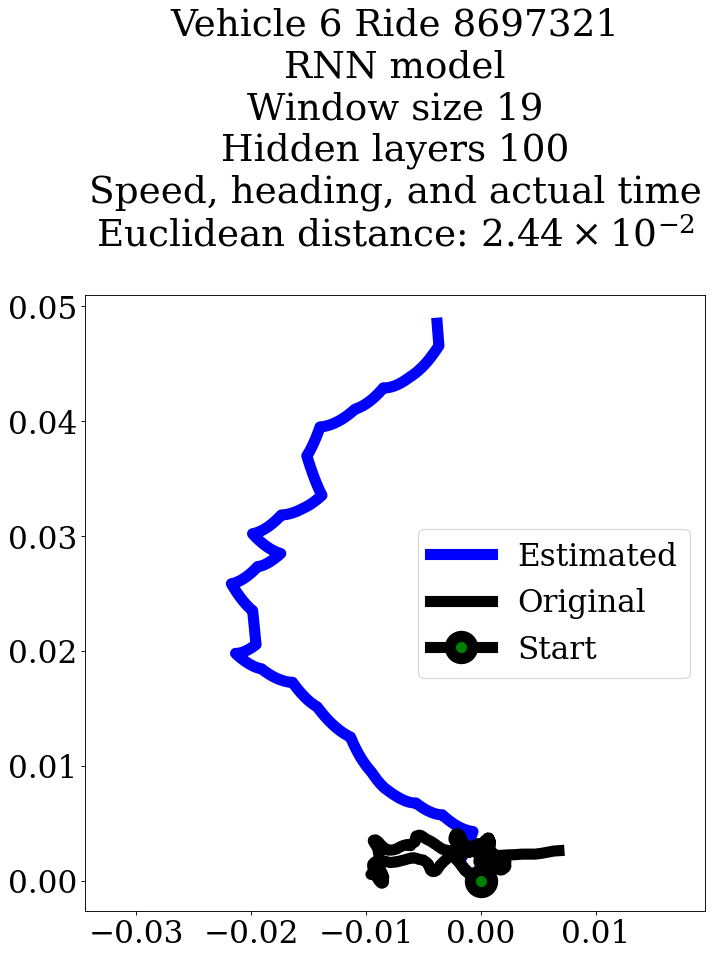 Vehicle 6 Ride 8697321
RNN model
Window size 19
Hidden layers 100
Speed, heading, and actual time
Euclidean distance: 2.44 × 10⁻²
0.05
0.04
0.03
0.02
0.01
0.00
Estimated
Original
Start
−0.03 −0.02 −0.01 0.00 0.01